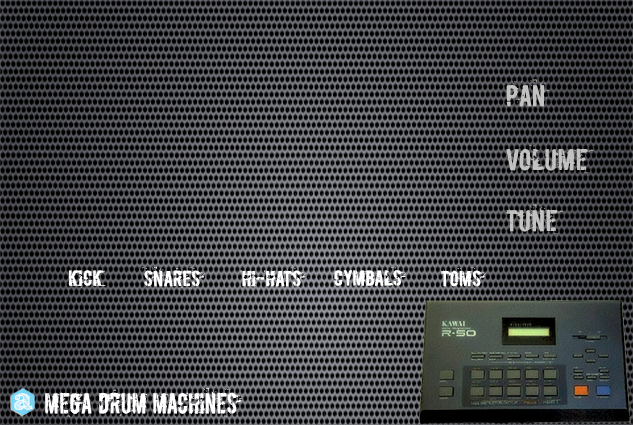 PAN
VOLUME
TUNE
KICK SNARES HI-HATS CYMBALS TOMS
KAWAI
R-50
MEGA DRUM MACHINES